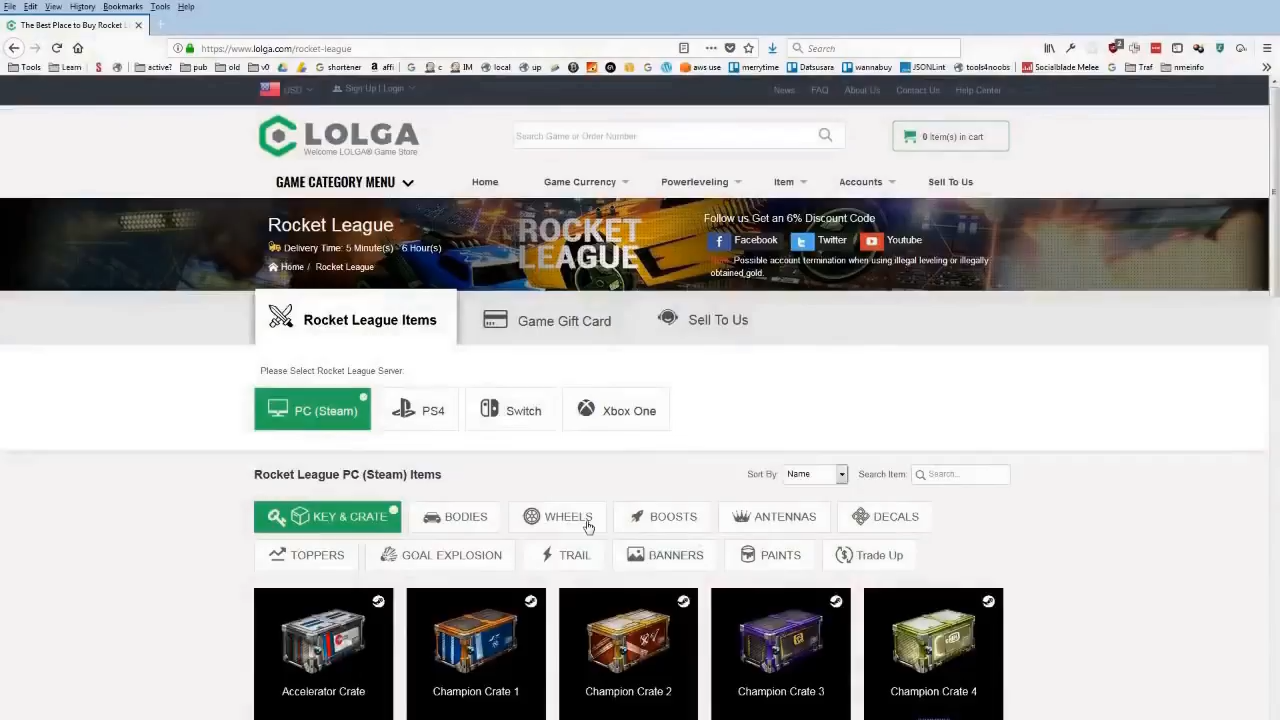 File Edit View History Bookmarks Tools Help
The Best Place to Buy Rocket L
https://www.lolga.com/rocket-league
Search
Tools Learn active? pub old v0 shortener affi c IM local up aws use merrytime Datsusara wannabuy JSONLint tools4noobs Socialblade Melee Traf nmeinfo
USD Sign Up | Login News FAQ About Us Contact Us Help Center
LOLGA
Welcome LOLGA® Game Store
Search Game or Order Number
0 Item(s) in cart
GAME CATEGORY MENU Home Game Currency Powerleveling Item Accounts Sell To Us
Rocket League
Delivery Time: 5 Minute(s) - 6 Hour(s)
Home / Rocket League
ROCKET
LEAGUE
Follow us Get an 6% Discount Code
Facebook Twitter Youtube
Possible account termination when using illegal leveling or illegally
obtained gold.
Rocket League Items Game Gift Card Sell To Us
Please Select Rocket League Server.
PC (Steam) PS4 Switch Xbox One
Rocket League PC (Steam) Items Sort By: Name Search Item: Search...
KEY & CRATE BODIES WHEELS BOOSTS ANTENNAS DECALS
TOPPERS GOAL EXPLOSION TRAIL BANNERS PAINTS Trade Up
Accelerator Crate Champion Crate 1 Champion Crate 2 Champion Crate 3 Champion Crate 4